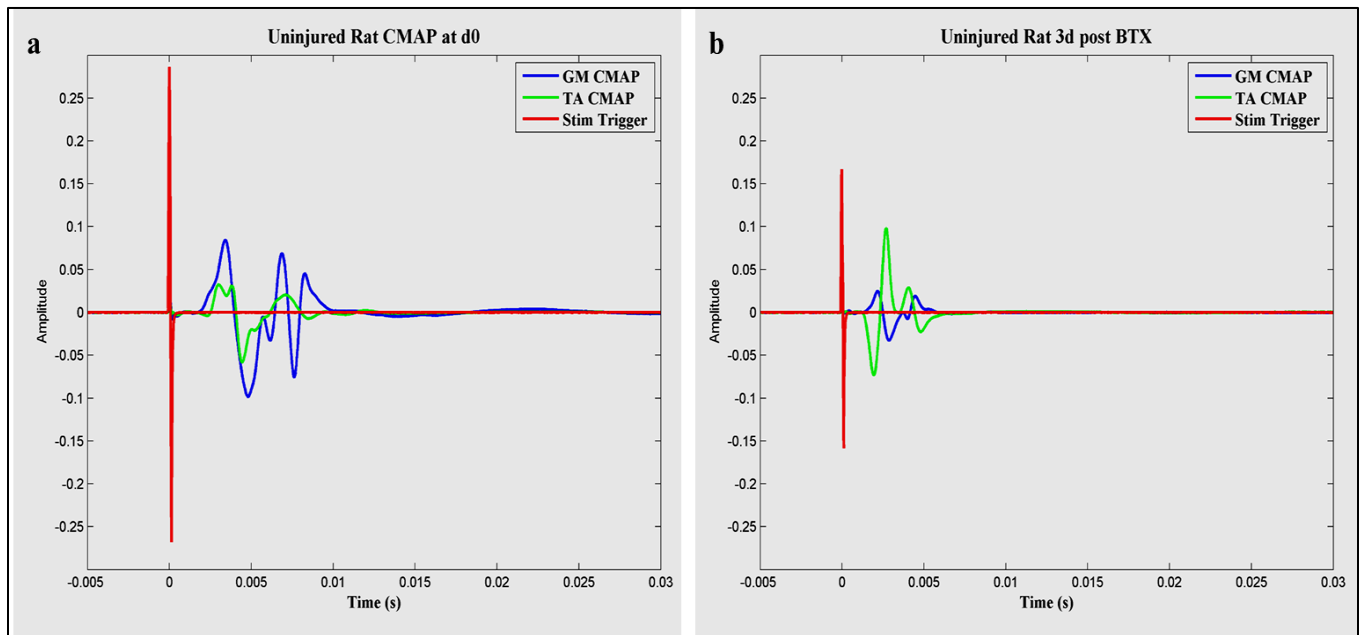 a
Uninjured Rat CMAP at d0
GM CMAP
TA CMAP
Stim Trigger
0.25
0.2
0.15
0.1
0.05
0
-0.05
-0.1
-0.15
-0.2
-0.25
Amplitude
-0.005 0 0.005 0.01 0.015 0.02 0.025 0.03
Time (s)
b
Uninjured Rat 3d post BTX
GM CMAP
TA CMAP
Stim Trigger
0.25
0.2
0.15
0.1
0.05
0
-0.05
-0.1
-0.15
-0.2
-0.25
Amplitude
-0.005 0 0.005 0.01 0.015 0.02 0.025 0.03
Time (s)